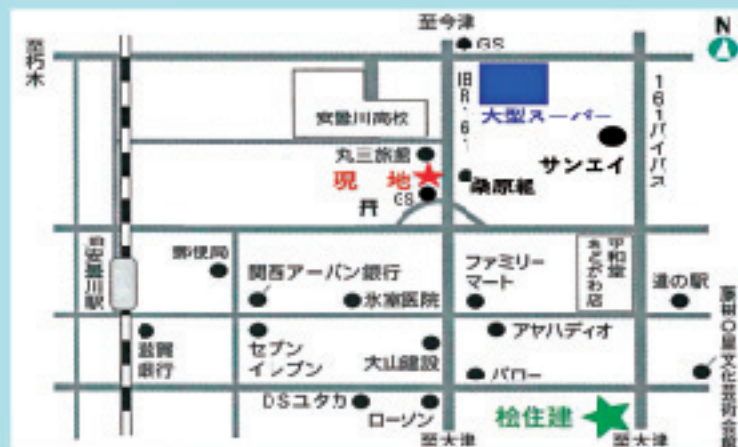 至今津
N
GS
至朽木
旧R.161
161バイパス
大型スーパー
安曇川高校
サンエイ
丸三旅館
現 地
桑原組
GS
安曇川駅
郵便局
関西アーバン銀行
氷室医院
ファミリー
マート
平和堂
あどがわ店
道の駅
滋賀
銀行
セブン
イレブン
大山建設
アヤハディオ
バロー
藤樹の里文化芸術会館
DSユタカ
ローソン
桧住建
至大津
至大津